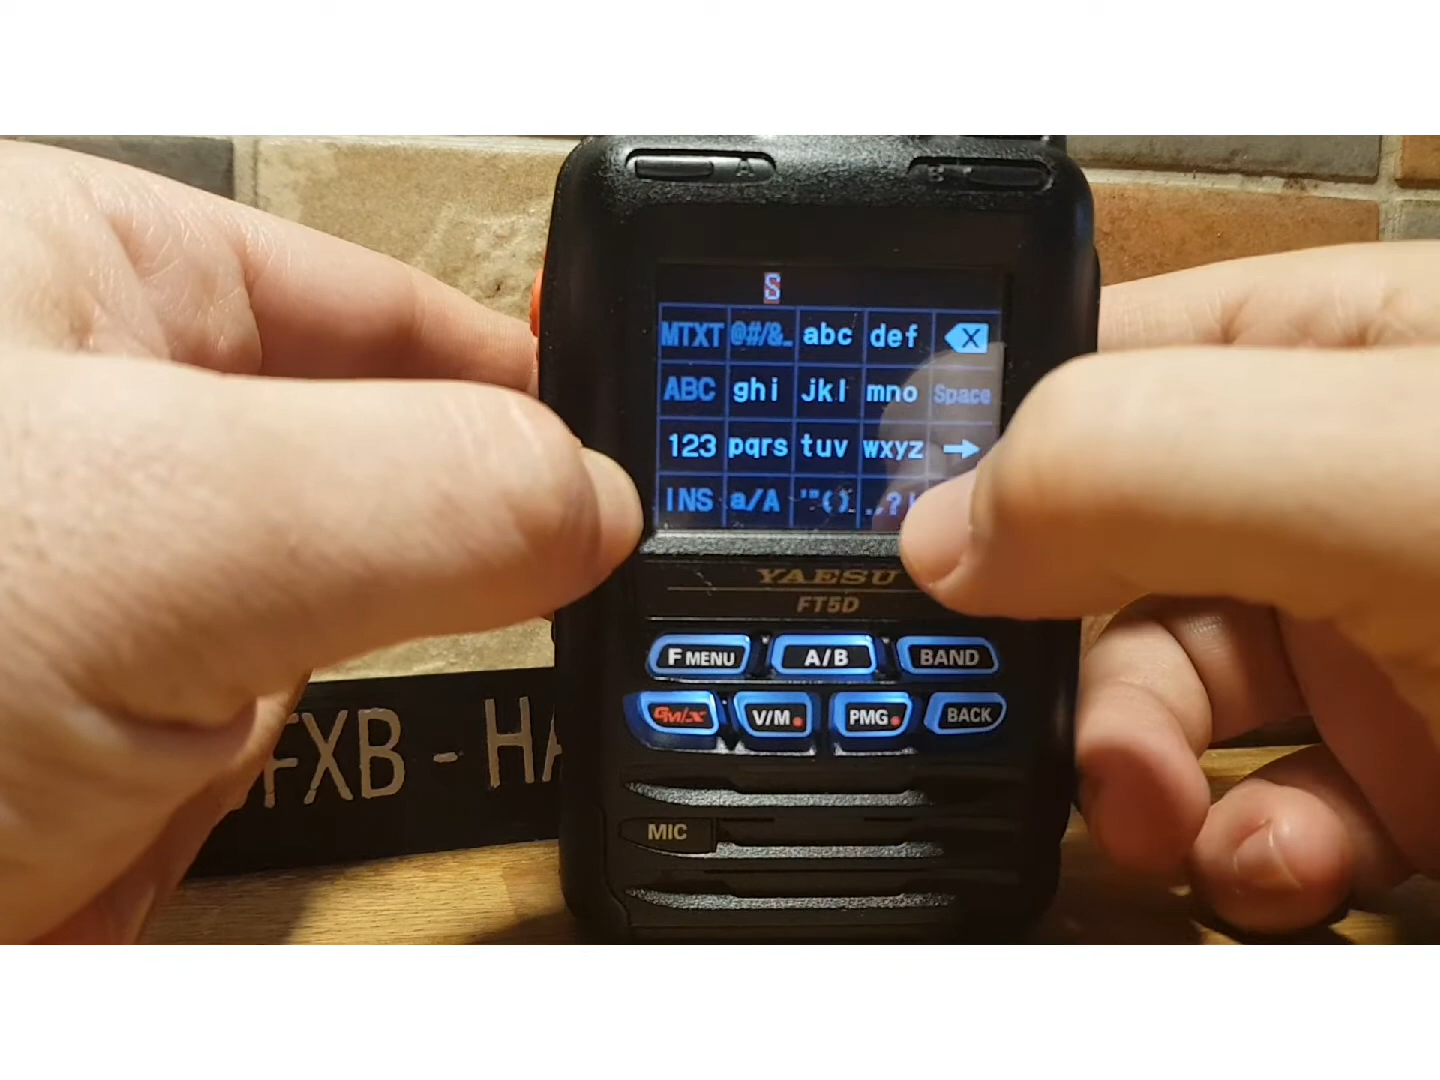 A B
S
MTXT @#/&_ abc def X
ABC ghi jkl mno Space
123 pqrs tuv wxyz →
INS a/A '"()
YAESU
FT5D
F MENU A/B BAND
GM/X V/M PMG BACK
FXB - HA
MIC